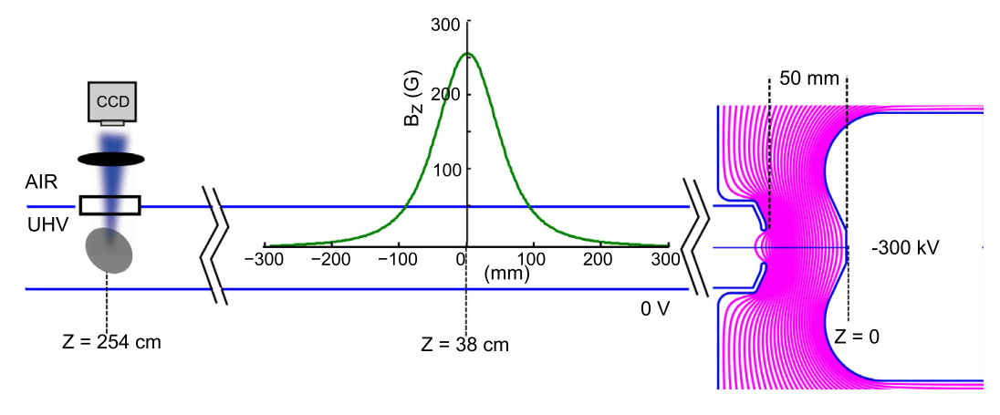 300
50 mm
CCD
B_Z (G)
200
AIR
100
UHV
-300 kV
−300 −200 −100 0 100 200 300
(mm)
0 V
Z = 254 cm
Z = 38 cm
Z = 0